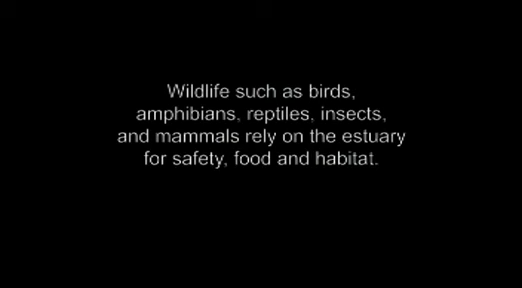 Wildlife such as birds,
amphibians, reptiles, insects,
and mammals rely on the estuary
for safety, food and habitat.